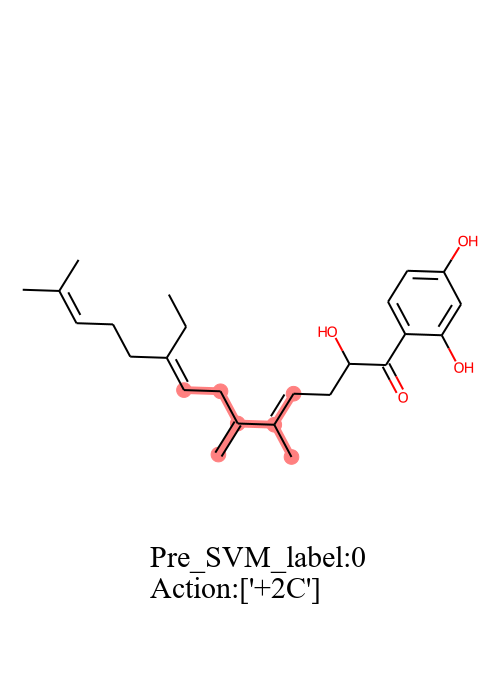 OH
HO
OH
O
Pre_SVM_label:0
Action:['+2C']